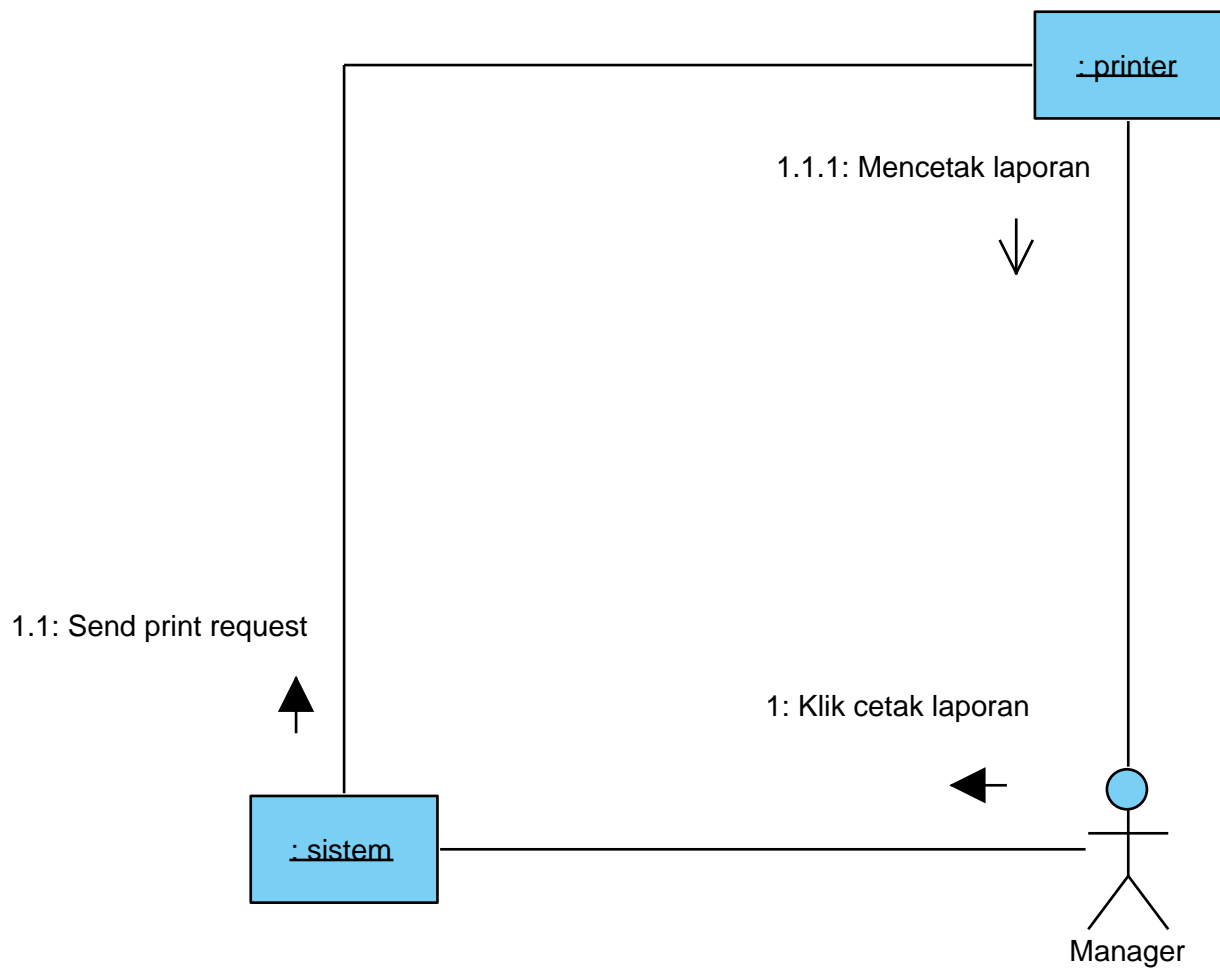 : printer
1.1.1: Mencetak laporan
1.1: Send print request
1: Klik cetak laporan
: sistem
Manager